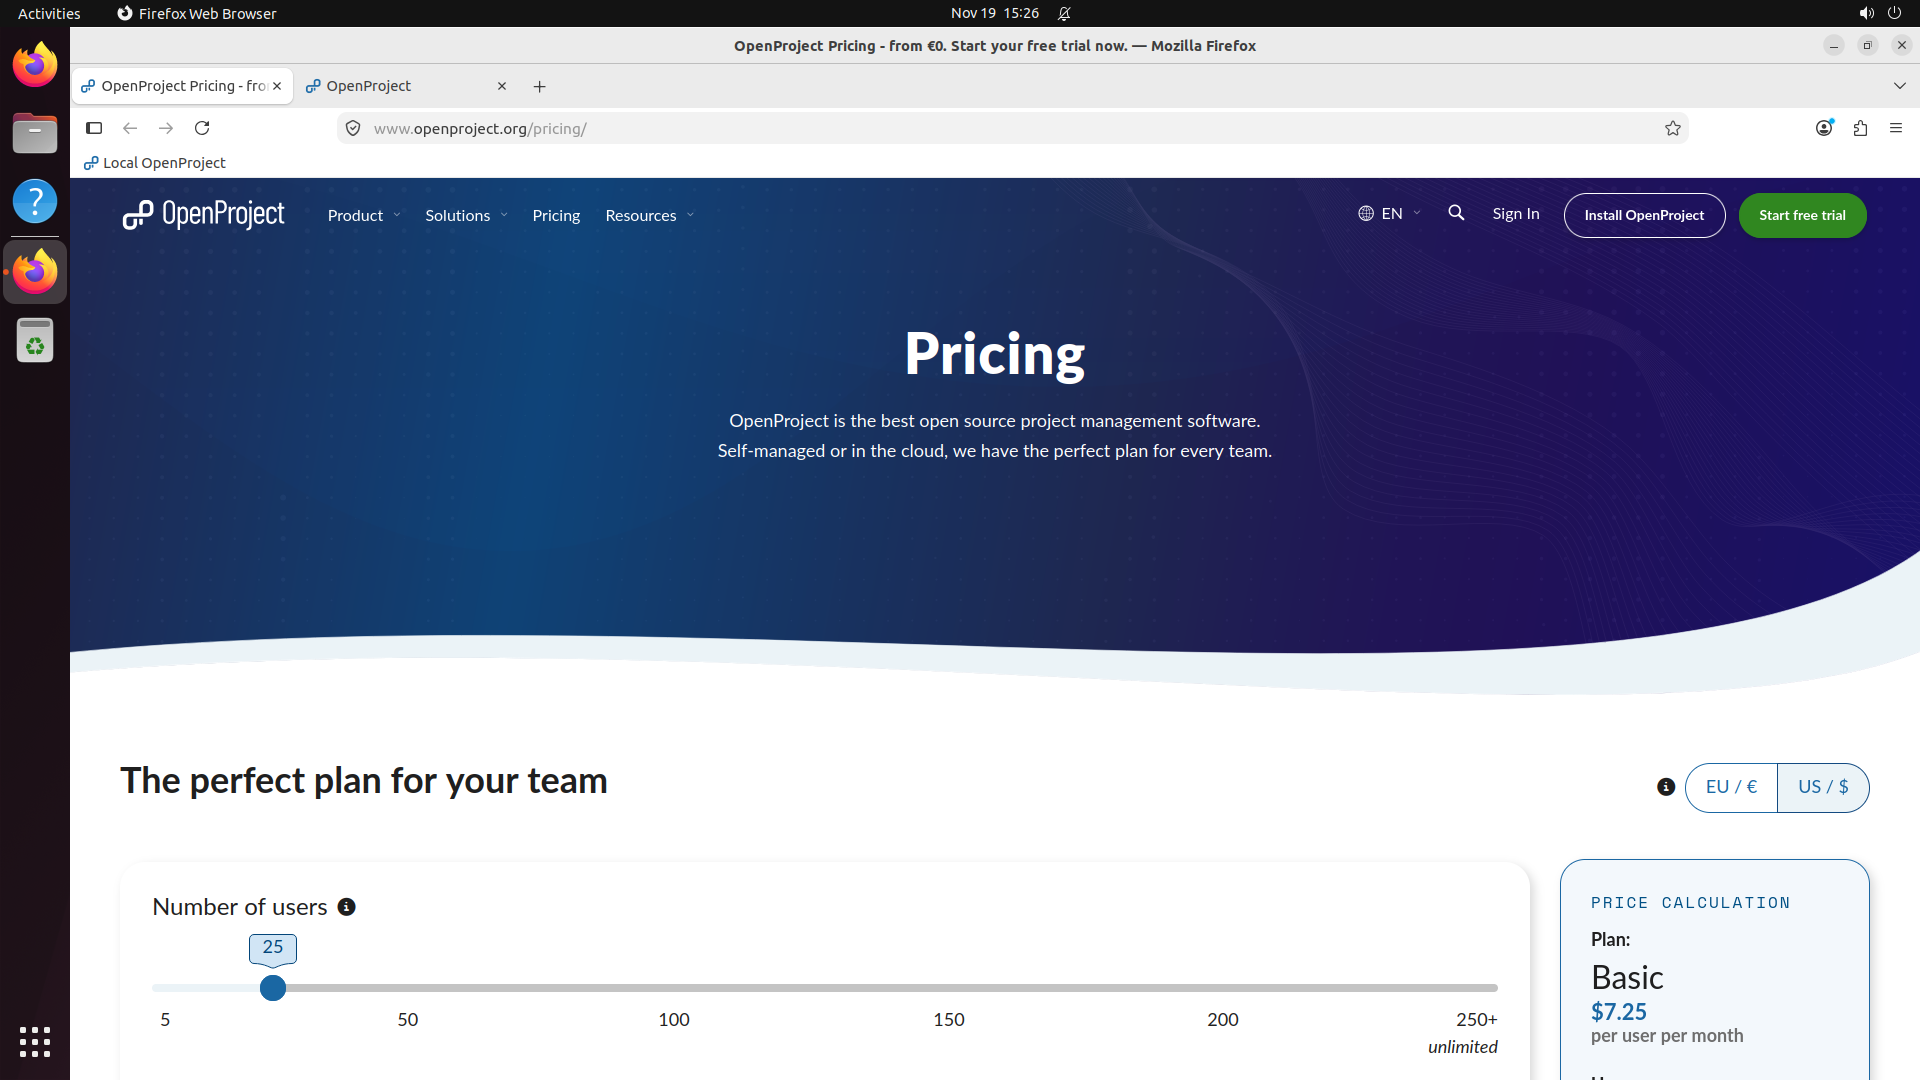 Activities
Firefox Web Browser
Nov 19 15:26
OpenProject Pricing - from €0. Start your free trial now. — Mozilla Firefox
OpenProject Pricing - fro
OpenProject
www.openproject.org/pricing/
Local OpenProject
OpenProject
Product
Solutions
Pricing
Resources
EN
Sign In
Install OpenProject
Start free trial
Pricing
OpenProject is the best open source project management software.
Self-managed or in the cloud, we have the perfect plan for every team.
The perfect plan for your team
EU / €
US / $
Number of users
25
5
50
100
150
200
250+
unlimited
PRICE CALCULATION
Plan:
Basic
$7.25
per user per month